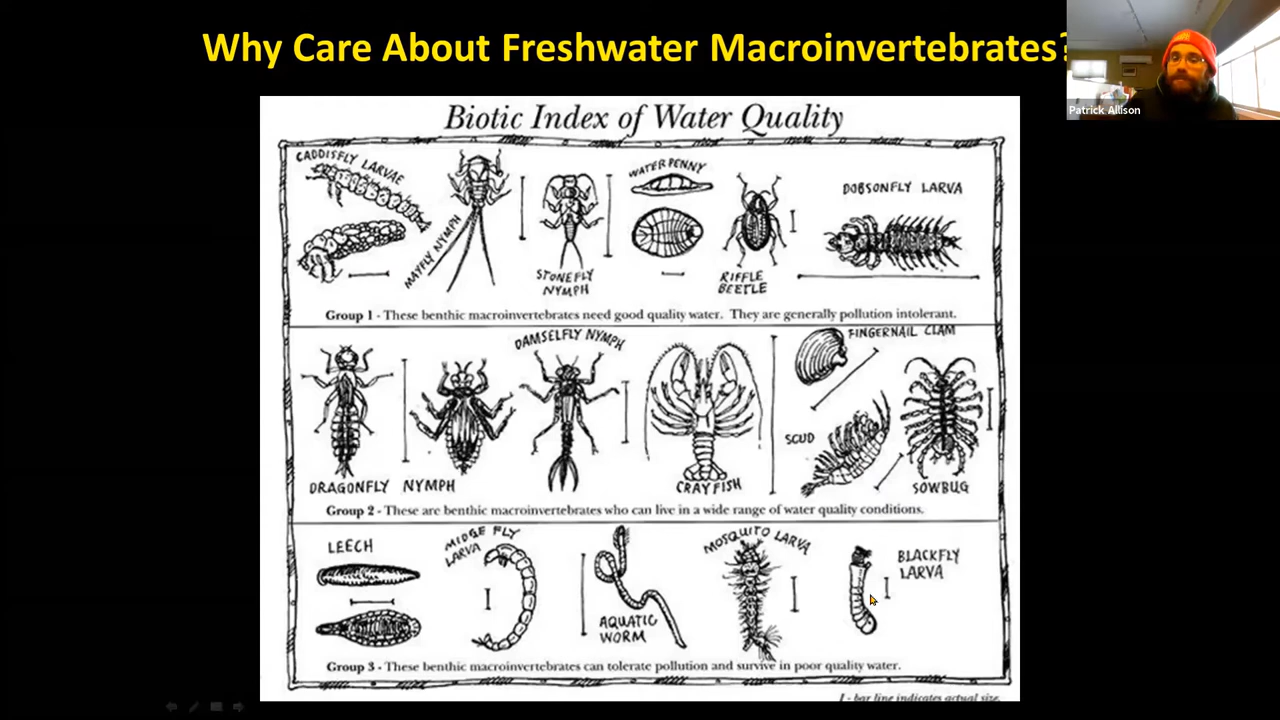 Why Care About Freshwater Macroinvertebrates?
Patrick Allison
Biotic Index of Water Quality
CADDISFLY LARVAE
MAYFLY NYMPH
STONEFLY
NYMPH
WATER PENNY
RIFFLE
BEETLE
DOBSONFLY LARVA
Group 1 - These benthic macroinvertebrates need good quality water. They are generally pollution intolerant.
DRAGONFLY NYMPH
DAMSELFLY NYMPH
CRAYFISH
FINGERNAIL CLAM
SCUD
SOWBUG
Group 2 - These are benthic macroinvertebrates who can live in a wide range of water quality conditions.
LEECH
MIDGE FLY
LARVA
AQUATIC
WORM
MOSQUITO LARVA
BLACKFLY
LARVA
Group 3 - These benthic macroinvertebrates can tolerate pollution and survive in poor quality water.
I - bar line indicates actual size.